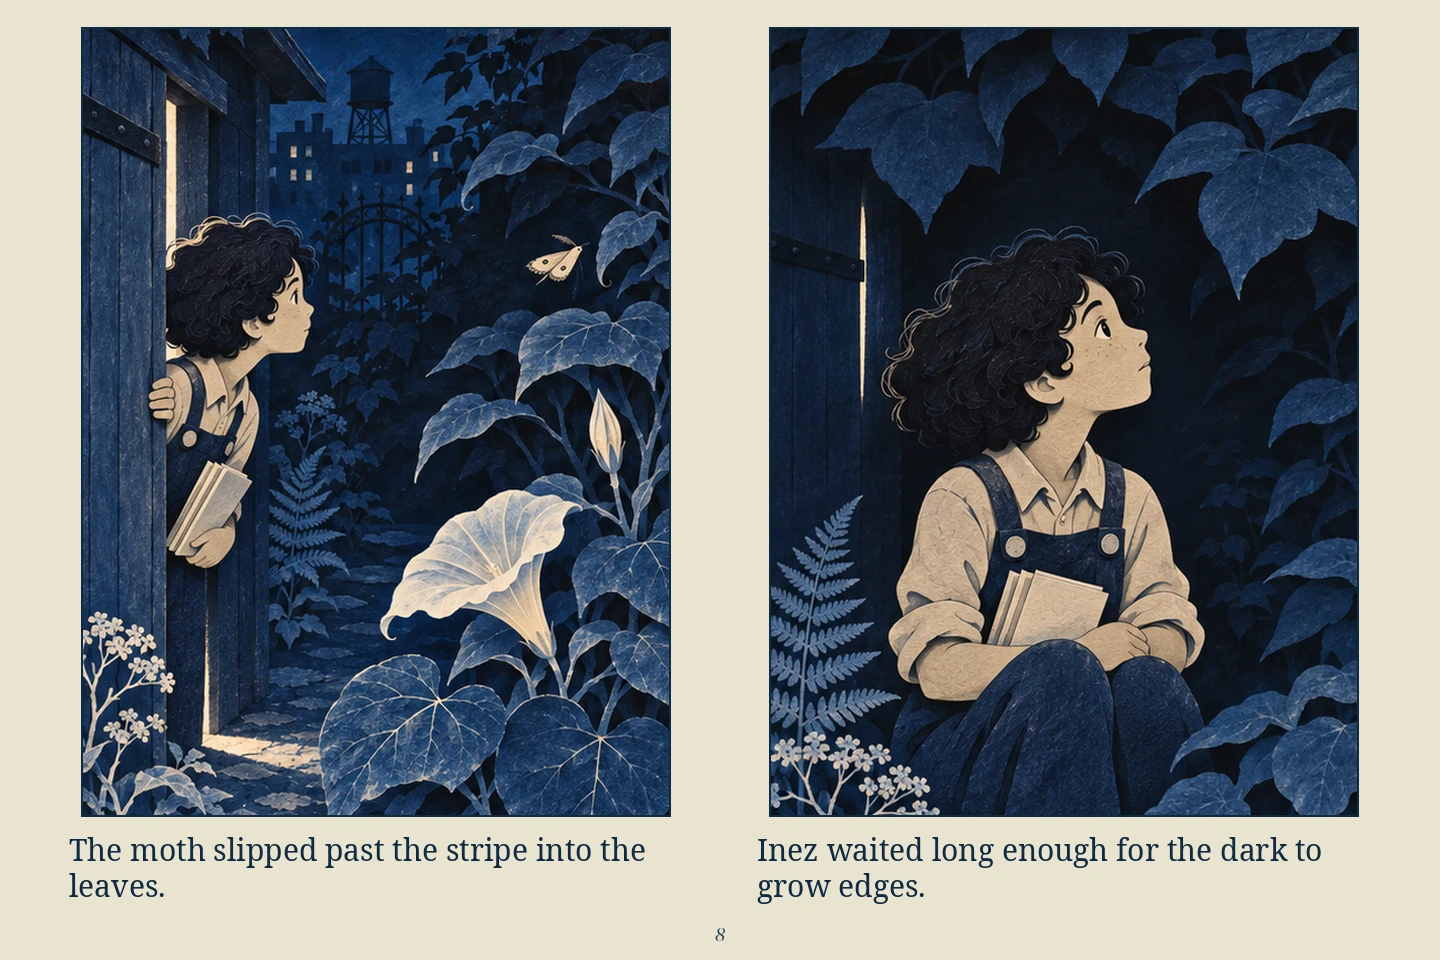 The moth slipped past the stripe into the
leaves.
Inez waited long enough for the dark to
grow edges.
8